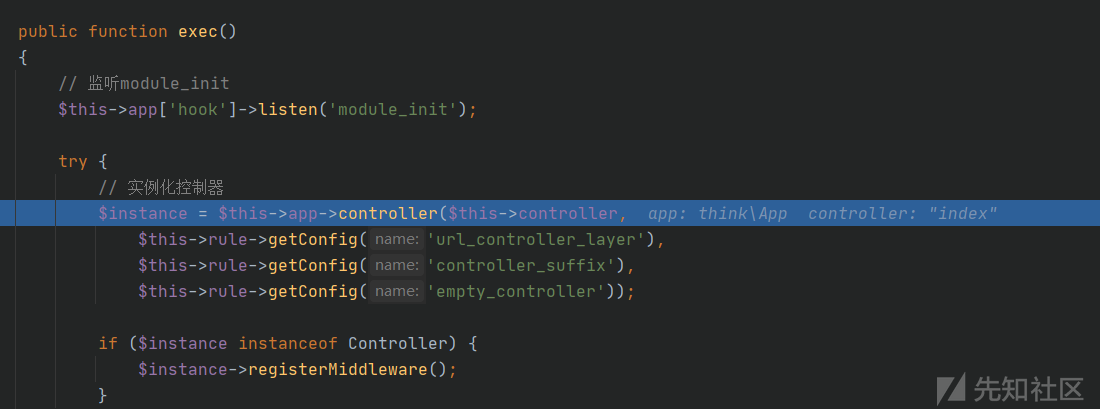 public function exec()
{
// 监听module_init
$this->app['hook']->listen('module_init');
try {
// 实例化控制器
$instance = $this->app->controller($this->controller, app: think\App controller: "index"
$this->rule->getConfig( name: 'url_controller_layer'),
$this->rule->getConfig( name: 'controller_suffix'),
$this->rule->getConfig( name: 'empty_controller'));
if ($instance instanceof Controller) {
$instance->registerMiddleware();
}
先知社区